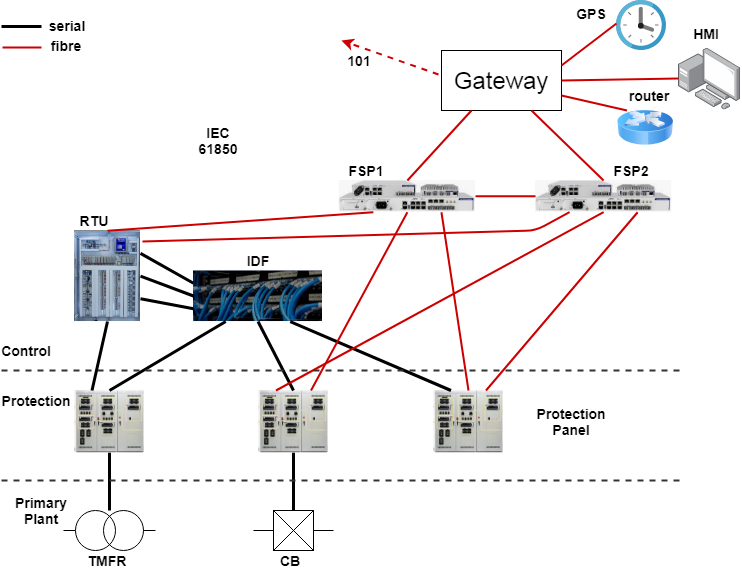 serial
fibre
GPS
HMI
101
Gateway
router
IEC
61850
FSP1
FSP2
RTU
IDF
Control
Protection
Protection
Panel
Primary
Plant
TMFR
CB